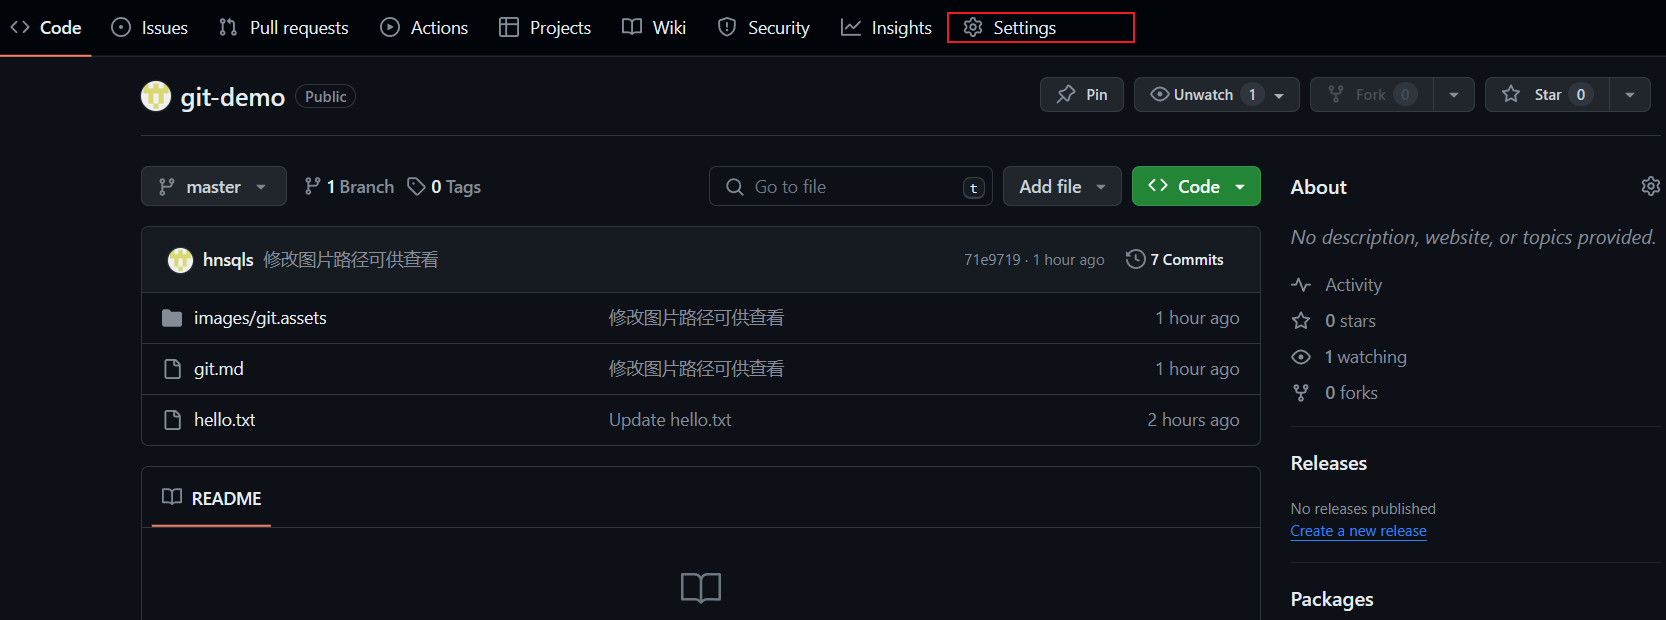 Code Issues Pull requests Actions Projects Wiki Security Insights Settings
git-demo Public
Pin Unwatch 1 Fork 0 Star 0
master 1 Branch 0 Tags Go to file t Add file Code
hnsqls 修改图片路径可供查看 71e9719 · 1 hour ago 7 Commits
images/git.assets 修改图片路径可供查看 1 hour ago
git.md 修改图片路径可供查看 1 hour ago
hello.txt Update hello.txt 2 hours ago
README
About
No description, website, or topics provided.
Activity
0 stars
1 watching
0 forks
Releases
No releases published
Create a new release
Packages